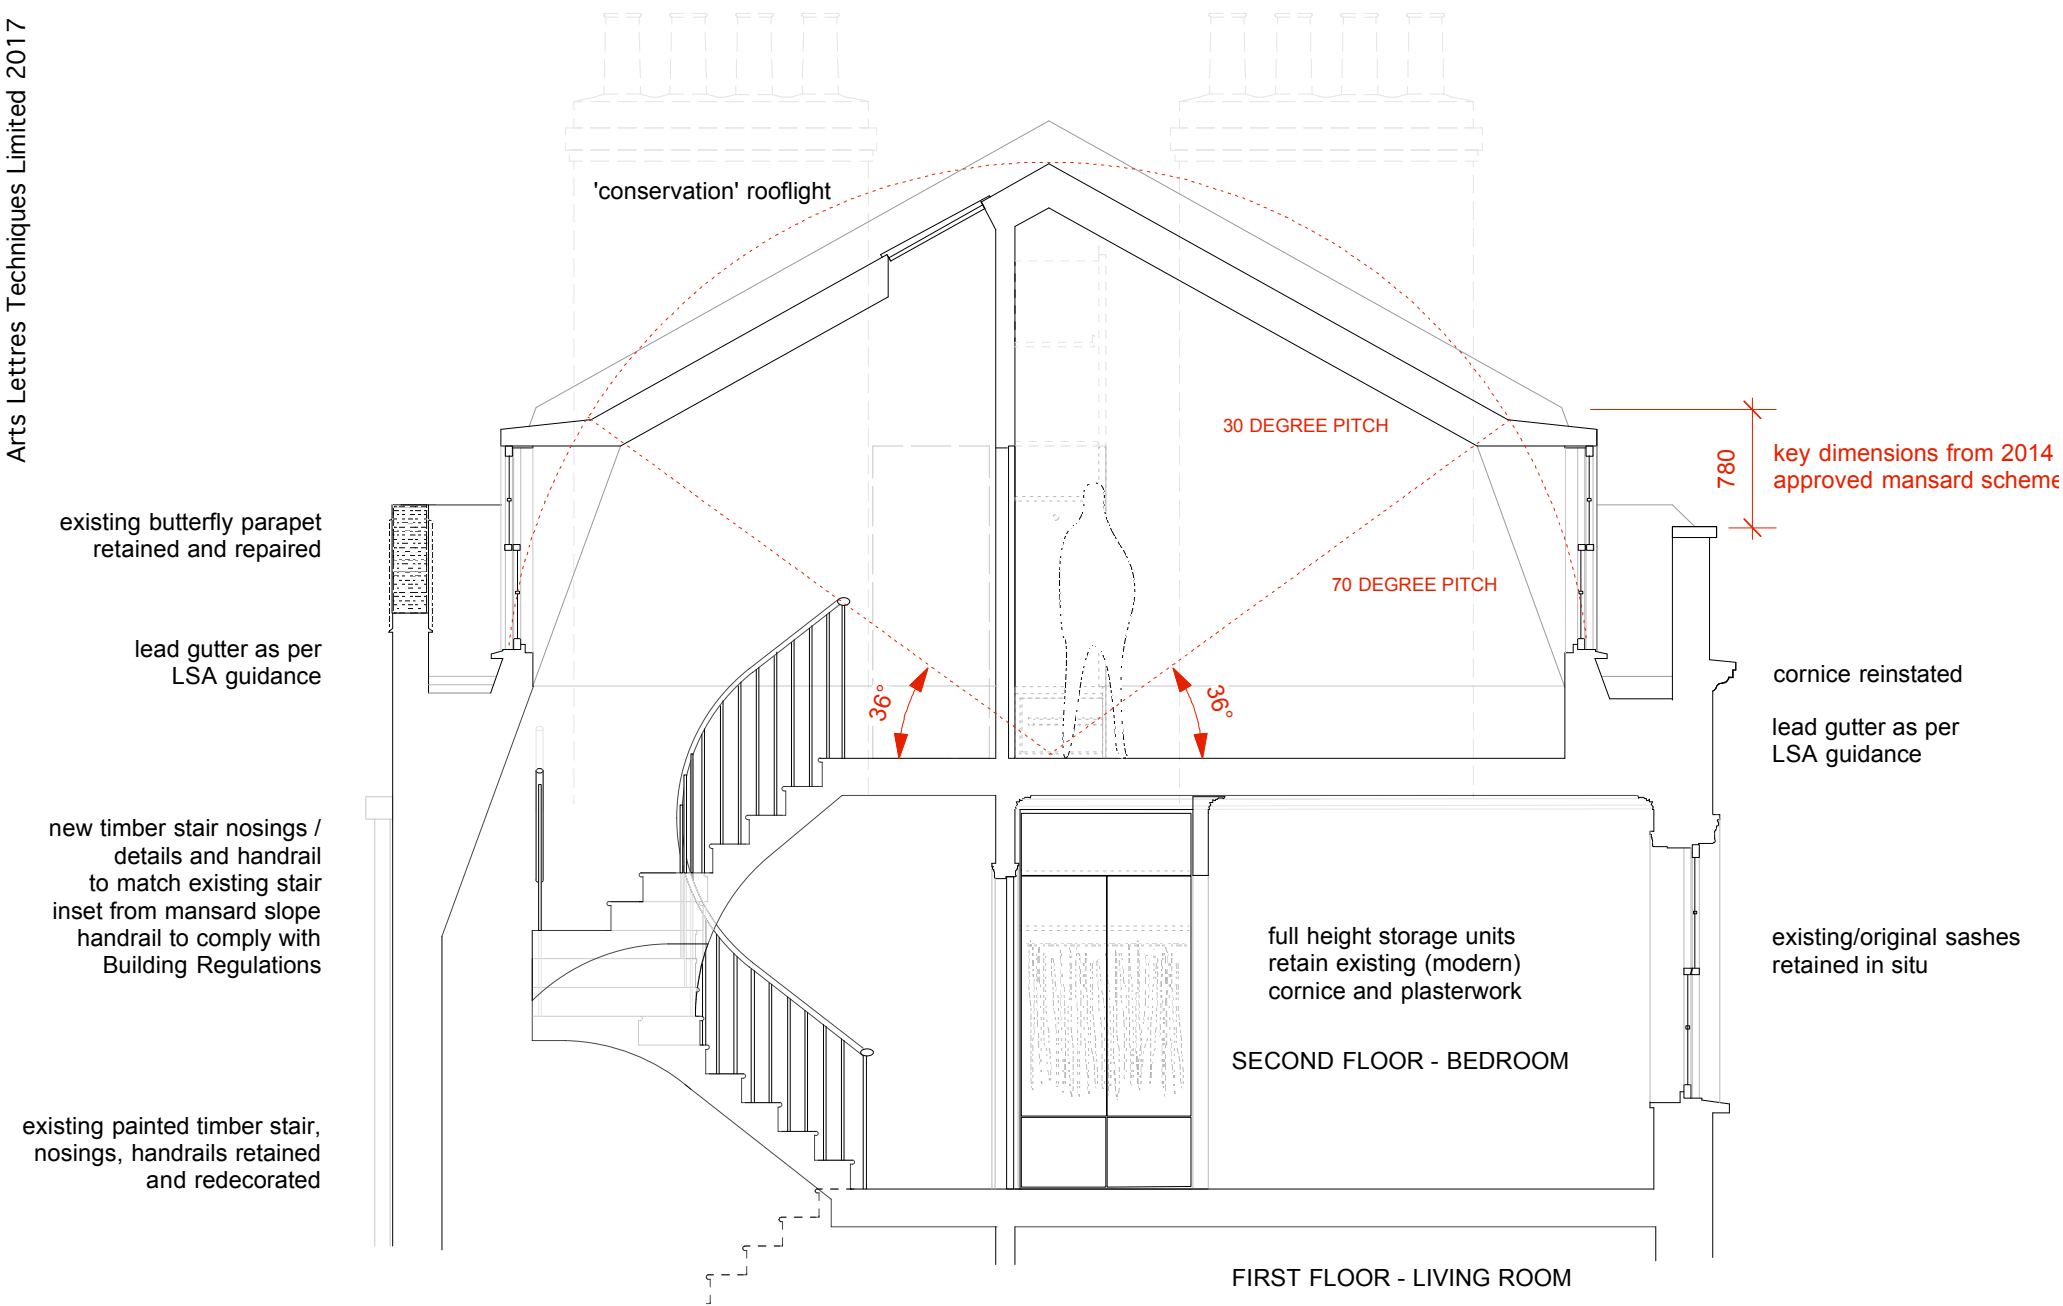 Arts Lettres Techniques Limited 2017
'conservation' rooflight
30 DEGREE PITCH
780
key dimensions from 2014
approved mansard scheme
existing butterfly parapet
retained and repaired
70 DEGREE PITCH
lead gutter as per
LSA guidance
36°
36°
cornice reinstated
lead gutter as per
LSA guidance
new timber stair nosings /
details and handrail
to match existing stair
inset from mansard slope
handrail to comply with
Building Regulations
full height storage units
retain existing (modern)
cornice and plasterwork
existing/original sashes
retained in situ
SECOND FLOOR - BEDROOM
existing painted timber stair,
nosings, handrails retained
and redecorated
FIRST FLOOR - LIVING ROOM